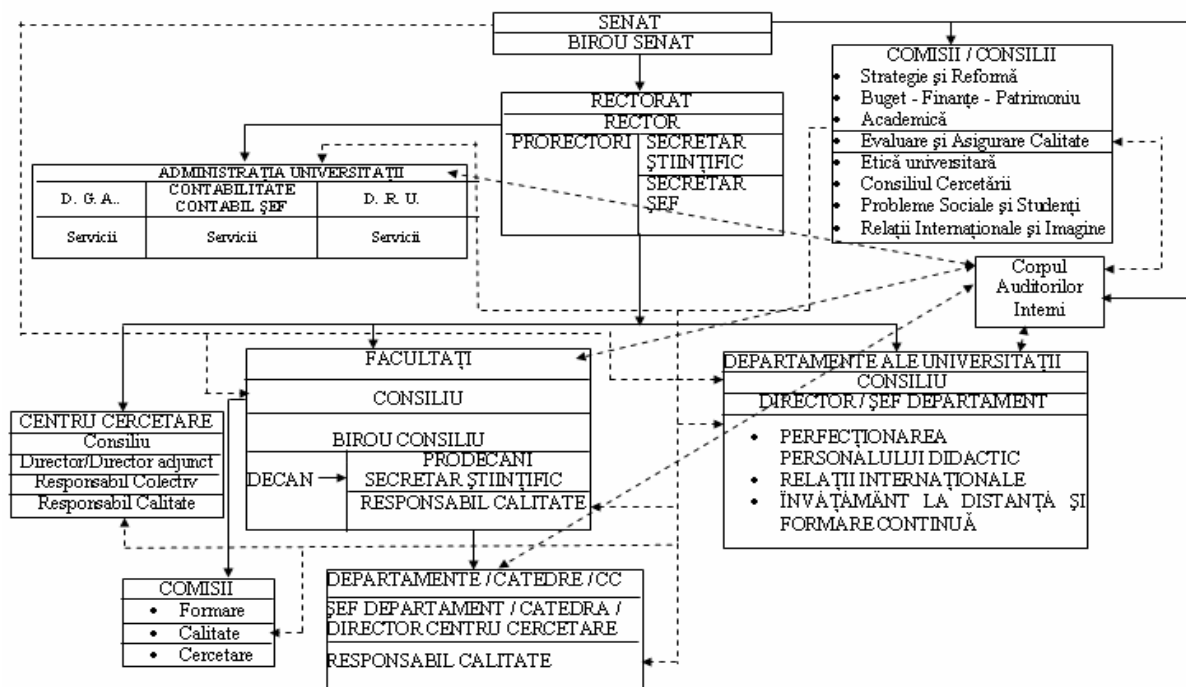 SENAT
BIROU SENAT
COMISII / CONSILII
• Strategie şi Reformă
• Buget - Finanţe - Patrimoniu
• Academică
• Evaluare şi Asigurare Calitate
• Etică universitară
• Consiliul Cercetării
• Probleme Sociale şi Studenţi
• Relaţii Internaţionale şi Imagine
RECTORAT
RECTOR
PRORECTORI
SECRETAR
ŞTIINŢIFIC
SECRETAR
ŞEF
ADMINISTRAŢIA UNIVERSITĂŢII
D. G. A..
CONTABILITATE
CONTABIL ŞEF
D. R. U.
Servicii
Servicii
Servicii
Corpul
Auditorilor
Interni
FACULTĂŢI
CONSILIU
BIROU CONSILIU
DECAN
PRODECANI
SECRETAR ŞTIINŢIFIC
RESPONSABIL CALITATE
DEPARTAMENTE ALE UNIVERSITĂŢII
CONSILIU
DIRECTOR / ŞEF DEPARTAMENT
• PERFECŢIONAREA
PERSONALULUI DIDACTIC
• RELAŢII INTERNAŢIONALE
• ÎNVĂŢĂMÂNT LA DISTANŢĂ ŞI
FORMARE CONTINUĂ
CENTRU CERCETARE
Consiliu
Director/Director adjunct
Responsabil Colectiv
Responsabil Calitate
COMISII
• Formare
• Calitate
• Cercetare
DEPARTAMENTE / CATEDRE / CC
ŞEF DEPARTAMENT / CATEDRA /
DIRECTOR CENTRU CERCETARE
RESPONSABIL CALITATE